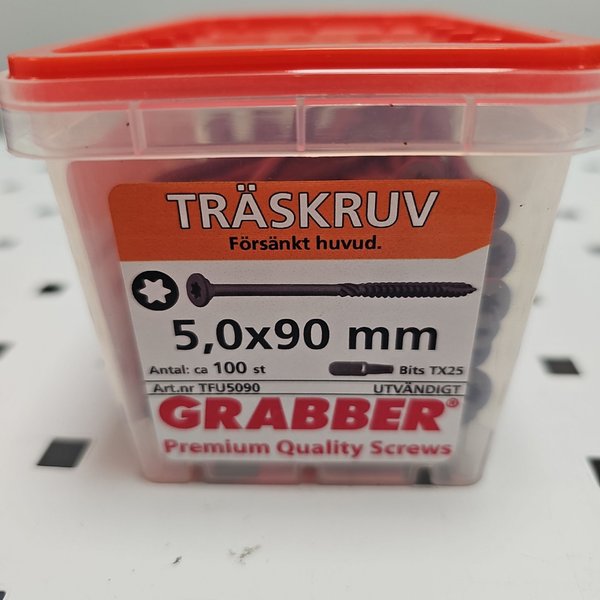 TRÄSKRUV
Försänkt huvud.
5,0x90 mm
Antal: ca 100 st
Bits TX25
Art.nr TFU5090
UTVÄNDIGT
GRABBER®
Premium Quality Screws